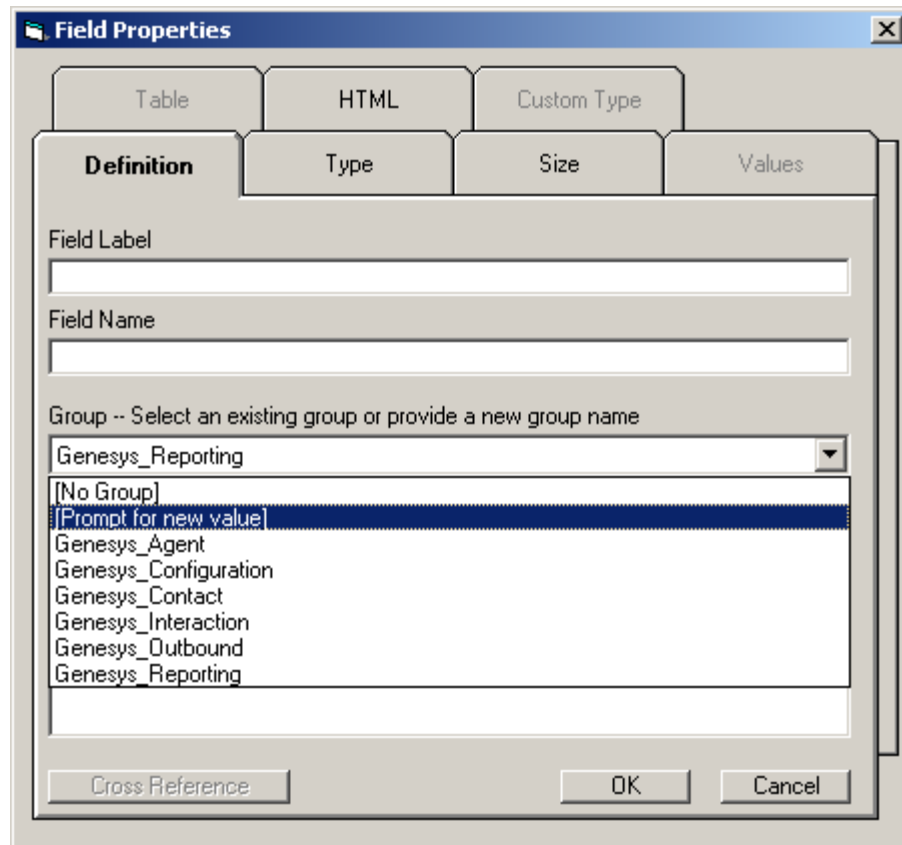 Field Properties
Table HTML Custom Type
Definition Type Size Values
Field Label
Field Name
Group -- Select an existing group or provide a new group name
Genesys_Reporting
[No Group]
[Prompt for new value]
Genesys_Agent
Genesys_Configuration
Genesys_Contact
Genesys_Interaction
Genesys_Outbound
Genesys_Reporting
Cross Reference OK Cancel